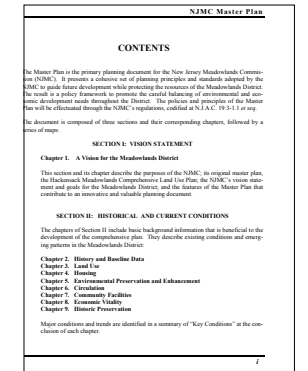 NJMC Master Plan
CONTENTS
The Master Plan is the primary planning document for the New Jersey Meadowlands Commis-
sion (NJMC). It presents a cohesive set of planning principles and standards adopted by the
NJMC to guide future development while protecting the resources of the Meadowlands District.
The result is a policy framework to promote the careful balancing of environmental and eco-
nomic development needs throughout the District. The policies and principles of the Master
Plan will be effectuated through the NJMC's regulations, codified at N.J.A.C. 19:3-1.1 et seq.
The document is composed of three sections and their corresponding chapters, followed by a
series of maps:
SECTION I: VISION STATEMENT
Chapter 1. A Vision for the Meadowlands District
This section and its chapter describe the purposes of the NJMC; its original master plan,
the Hackensack Meadowlands Comprehensive Land Use Plan; the NJMC's vision state-
ment and goals for the Meadowlands District; and the features of the Master Plan that
contribute to an innovative and valuable planning document.
SECTION II: HISTORICAL AND CURRENT CONDITIONS
The chapters of Section II include basic background information that is beneficial to the
development of the comprehensive plan. They describe existing conditions and emerg-
ing patterns in the Meadowlands District:
Chapter 2. History and Baseline Data
Chapter 3. Land Use
Chapter 4. Housing
Chapter 5. Environmental Preservation and Enhancement
Chapter 6. Circulation
Chapter 7. Community Facilities
Chapter 8. Economic Vitality
Chapter 9. Historic Preservation
Major conditions and trends are identified in a summary of "Key Conditions" at the con-
clusion of each chapter.
i